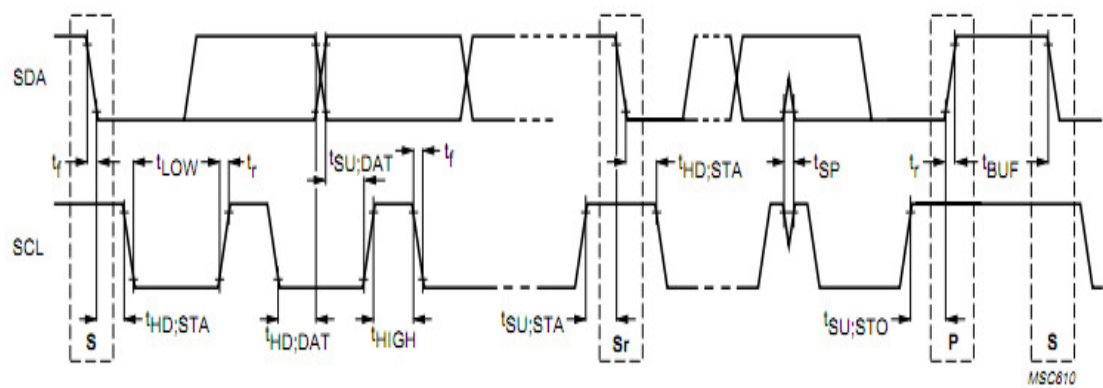 SDA
t_f t_LOW t_r t_SU;DAT t_f t_HD;STA t_SP t_r t_BUF
SCL
t_HD;STA t_HD;DAT t_HIGH t_SU;STA t_SU;STO
S Sr P S
MSC610